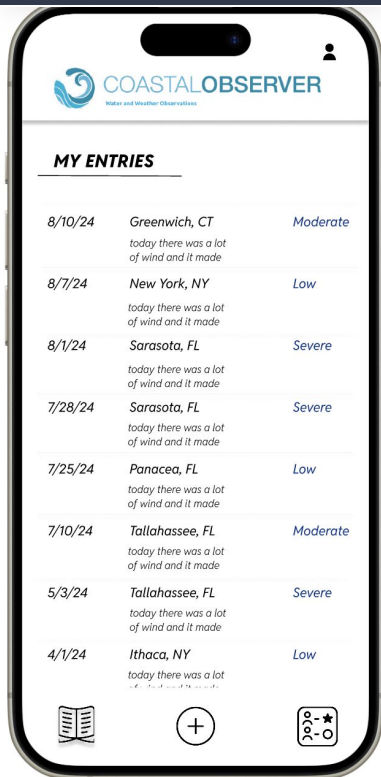 COASTALOBSERVER
Water and Weather Observations
MY ENTRIES
8/10/24 Greenwich, CT Moderate
today there was a lot
of wind and it made
8/7/24 New York, NY Low
today there was a lot
of wind and it made
8/1/24 Sarasota, FL Severe
today there was a lot
of wind and it made
7/28/24 Sarasota, FL Severe
today there was a lot
of wind and it made
7/25/24 Panacea, FL Low
today there was a lot
of wind and it made
7/10/24 Tallahassee, FL Moderate
today there was a lot
of wind and it made
5/3/24 Tallahassee, FL Severe
today there was a lot
of wind and it made
4/1/24 Ithaca, NY Low
today there was a lot